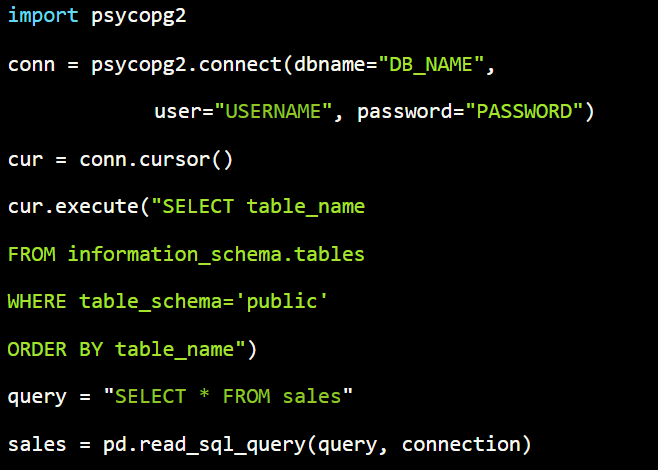 import psycopg2
conn = psycopg2.connect(dbname="DB_NAME",
user="USERNAME", password="PASSWORD")
cur = conn.cursor()
cur.execute("SELECT table_name
FROM information_schema.tables
WHERE table_schema='public'
ORDER BY table_name")
query = "SELECT * FROM sales"
sales = pd.read_sql_query(query, connection)